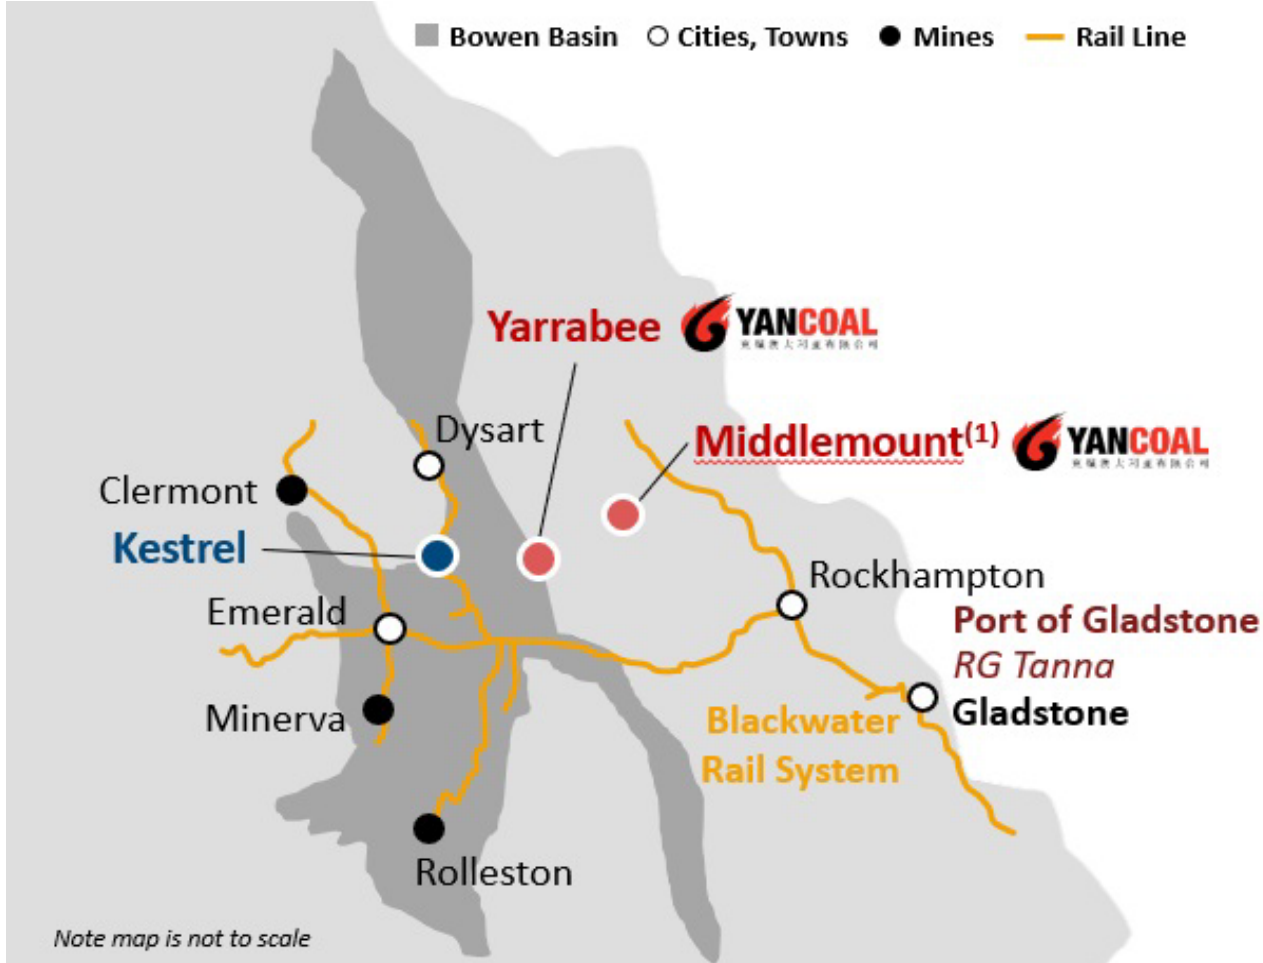 Bowen Basin
Cities, Towns
Mines
Rail Line
Yarrabee
YANCOAL
Dysart
Middlemount(1)
YANCOAL
Clermont
Kestrel
Rockhampton
Emerald
Port of Gladstone
RG Tanna
Gladstone
Minerva
Blackwater
Rail System
Rolleston
Note map is not to scale